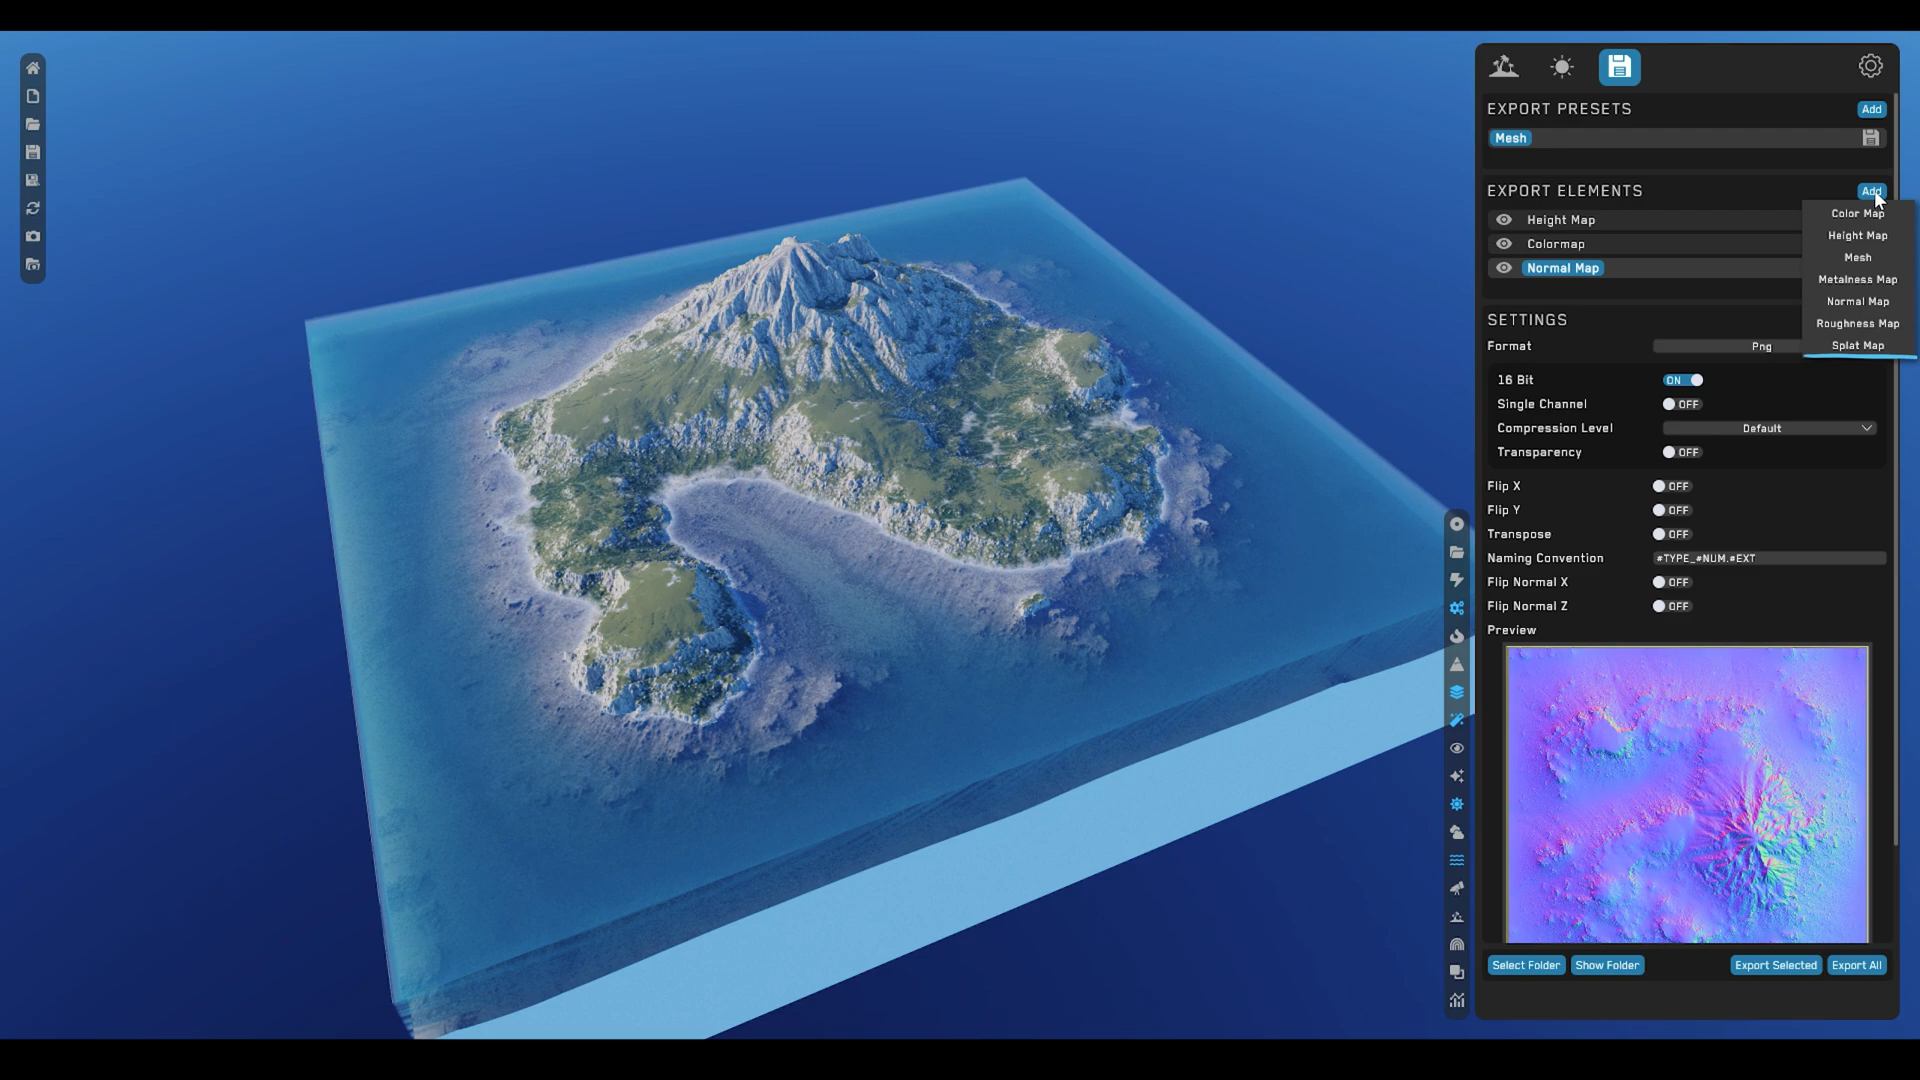 EXPORT PRESETS
Add
Mesh
EXPORT ELEMENTS
Add
Height Map
Colormap
Normal Map
Color Map
Height Map
Mesh
Metalness Map
Normal Map
Roughness Map
Splat Map
SETTINGS
Format Png
16 Bit ON
Single Channel OFF
Compression Level Default
Transparency OFF
Flip X OFF
Flip Y OFF
Transpose OFF
Naming Convention #TYPE_#NUM.#EXT
Flip Normal X OFF
Flip Normal Z OFF
Preview
Select Folder Show Folder Export Selected Export All